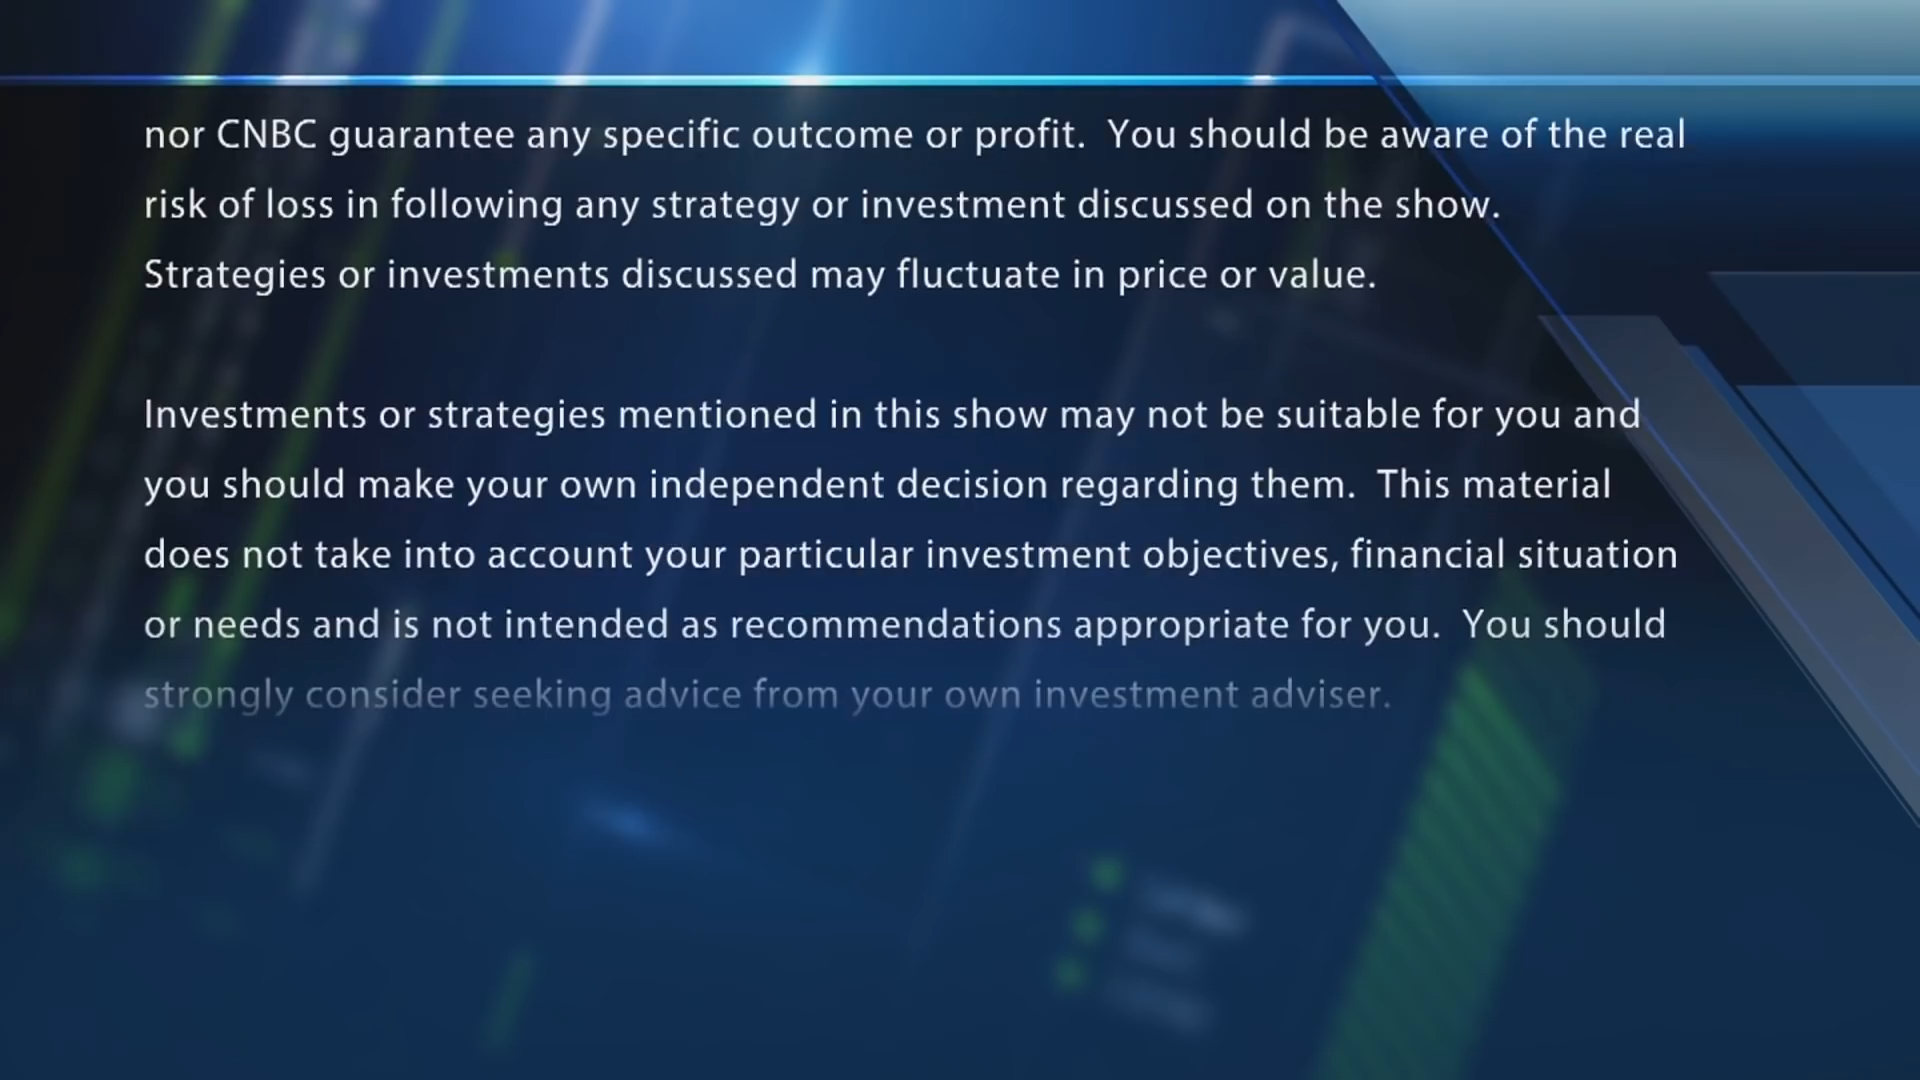 nor CNBC guarantee any specific outcome or profit.  You should be aware of the real
risk of loss in following any strategy or investment discussed on the show.
Strategies or investments discussed may fluctuate in price or value.
Investments or strategies mentioned in this show may not be suitable for you and
you should make your own independent decision regarding them.  This material
does not take into account your particular investment objectives, financial situation
or needs and is not intended as recommendations appropriate for you.  You should
strongly consider seeking advice from your own investment adviser.